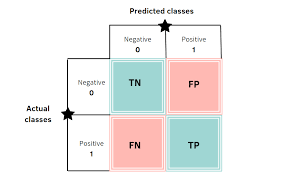 Predicted classes
Negative Positive
0 1
Negative TN FP
0
Actual
classes
Positive FN TP
1